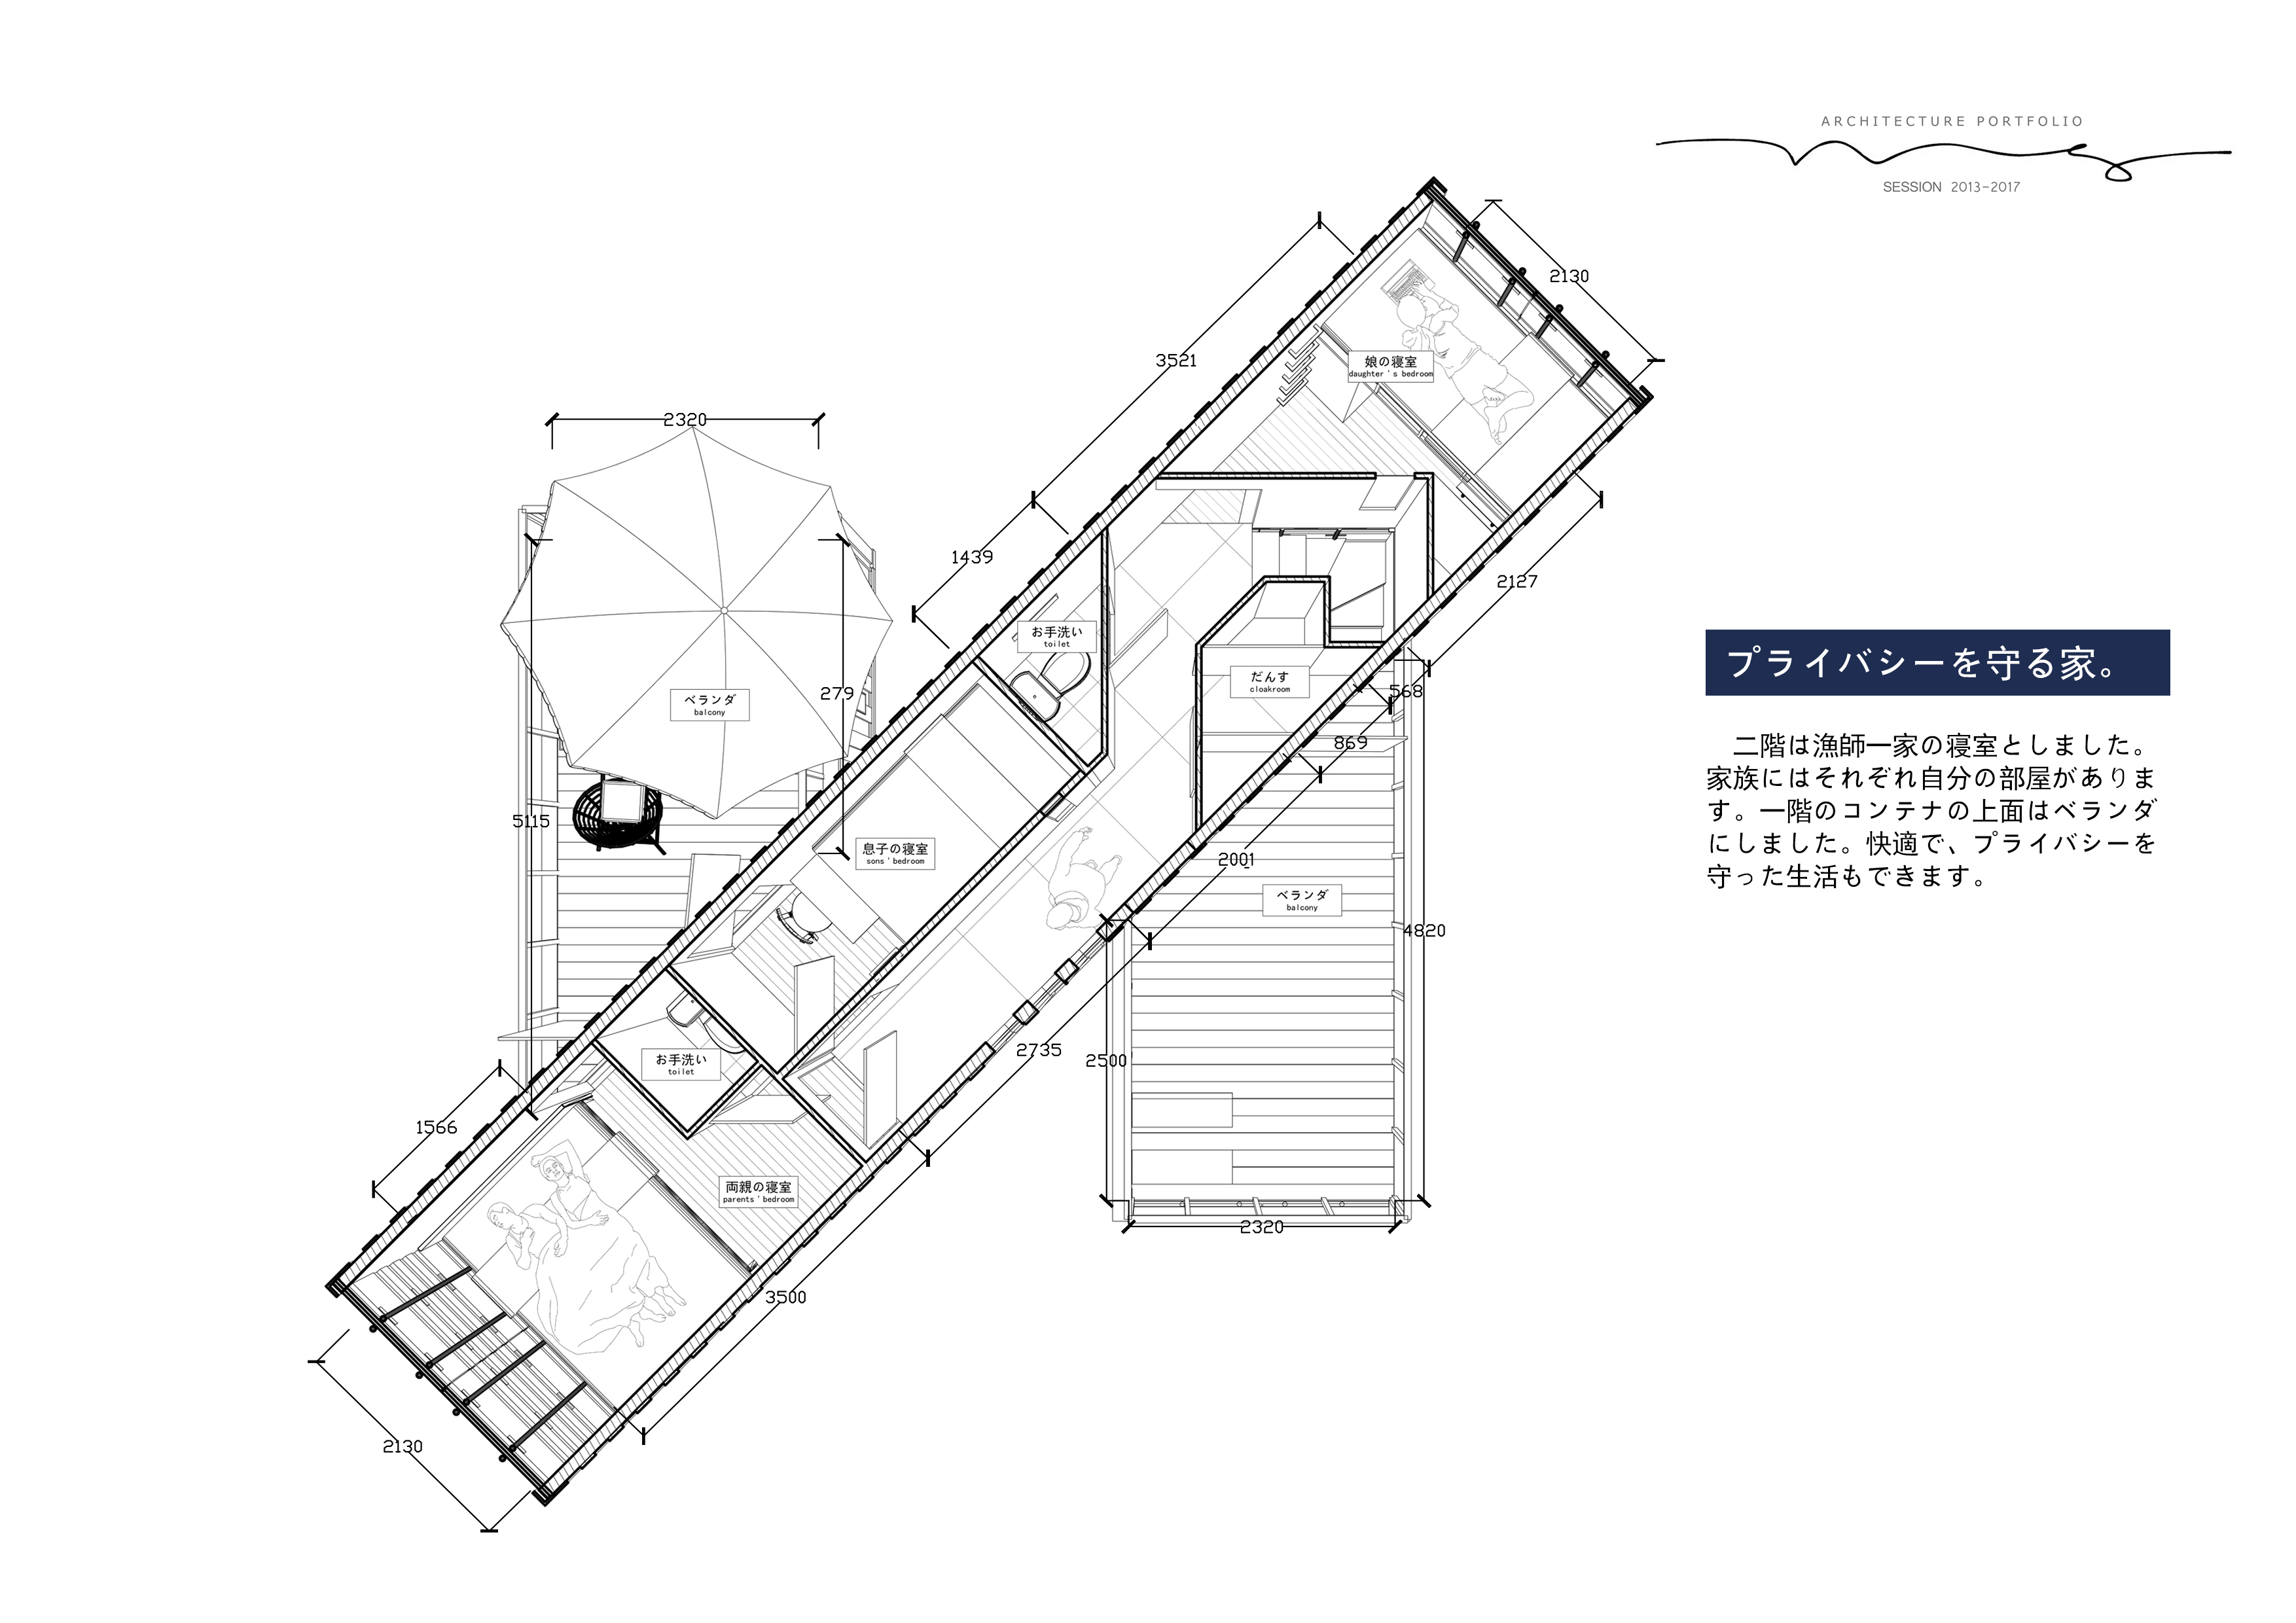 ARCHITECTURE PORTFOLIO
SESSION 2013-2017
2130
3521
娘の寝室
daughter's bedroom
2320
1439
2127
お手洗い
toilet
だんす
cloakroom
568
ベランダ
balcony
279
869
5115
息子の寝室
sons' bedroom
2001
ベランダ
balcony
4820
2735
2500
お手洗い
toilet
1566
両親の寝室
parents' bedroom
2320
3500
2130
プライバシーを守る家。
二階は漁師一家の寝室としました。
家族にはそれぞれ自分の部屋がありま
す。一階のコンテナの上面はベランダ
にしました。快適で、プライバシーを
守った生活もできます。